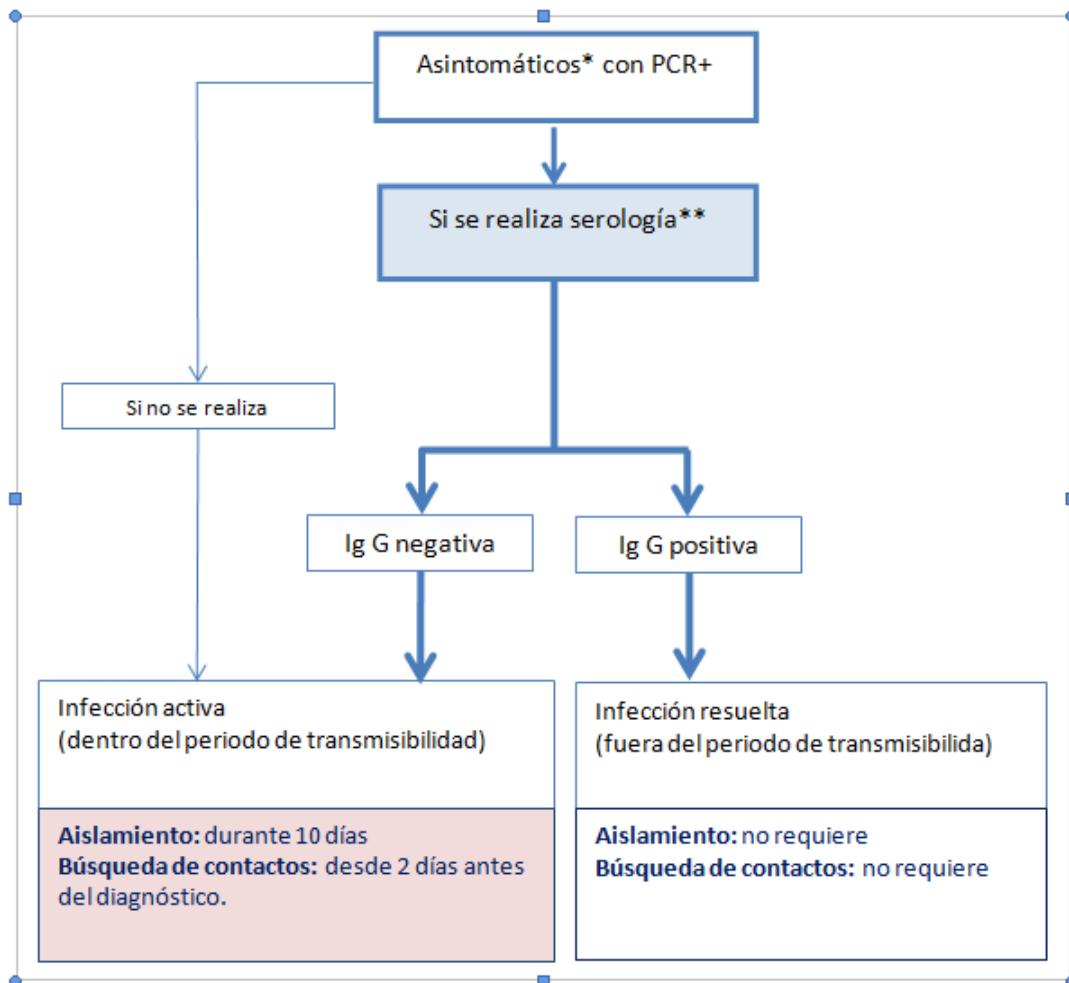 Asintomáticos* con PCR+
Si se realiza serología**
Si no se realiza
Ig G negativa
Ig G positiva
Infección activa
(dentro del periodo de transmisibilidad)
Aislamiento: durante 10 días
Búsqueda de contactos: desde 2 días antes
del diagnóstico.
Infección resuelta
(fuera del periodo de transmisibilida)
Aislamiento: no requiere
Búsqueda de contactos: no requiere